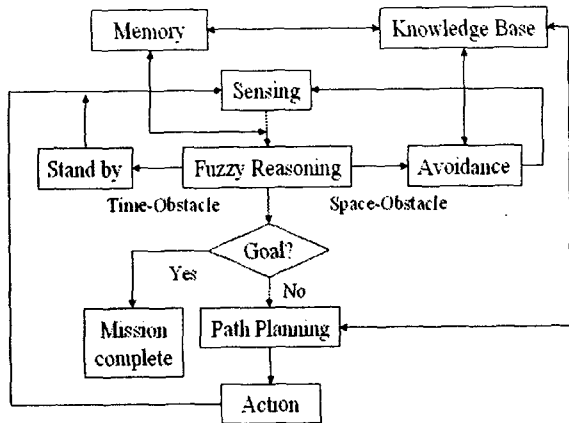 Memory
Knowledge Base
Sensing
Stand by
Fuzzy Reasoning
Avoidance
Time-Obstacle
Space-Obstacle
Goal?
Yes
No
Mission
complete
Path Planning
Action